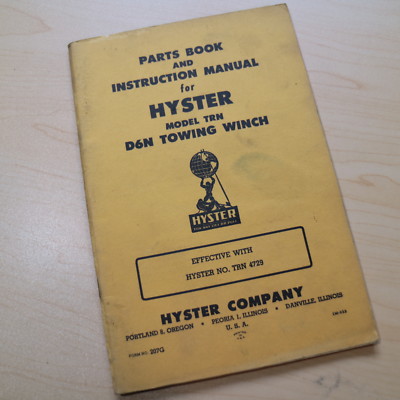 PARTS BOOK
AND
INSTRUCTION MANUAL
for
HYSTER
MODEL TRN
D6N TOWING WINCH
HYSTER
EFFECTIVE WITH
HYSTER NO. TRN 4729
HYSTER COMPANY
PORTLAND 8, OREGON • PEORIA 1, ILLINOIS • DANVILLE, ILLINOIS
U. S. A.
FORM NO. 207G